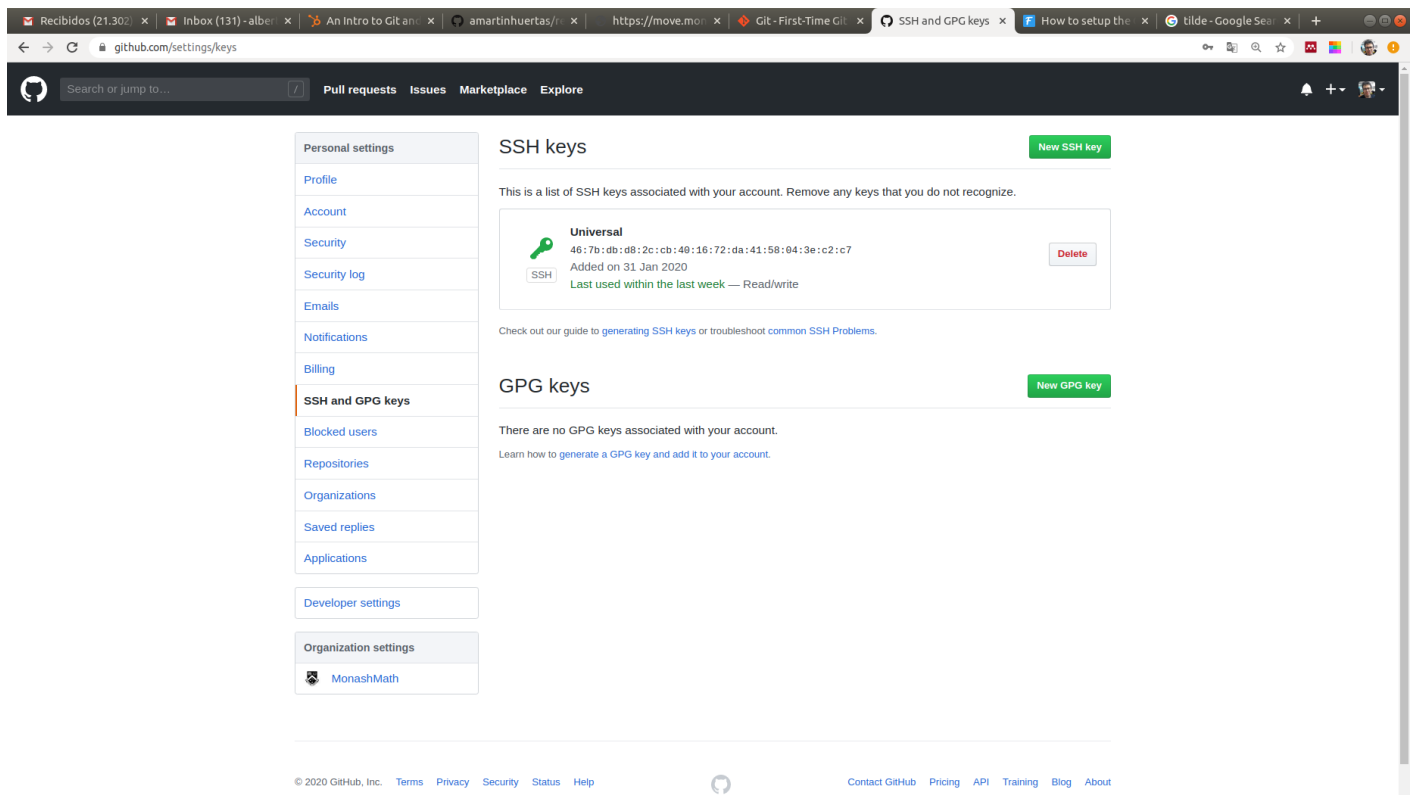 Recibidos (21.302)
Inbox (131) - alber
An Intro to Git and
amartinhuertas/re
https://move.mon
Git - First-Time Git
SSH and GPG keys
How to setup the
tilde - Google Sear
github.com/settings/keys
Search or jump to…
/
Pull requests
Issues
Marketplace
Explore
Personal settings
Profile
Account
Security
Security log
Emails
Notifications
Billing
SSH and GPG keys
Blocked users
Repositories
Organizations
Saved replies
Applications
Developer settings
Organization settings
MonashMath
SSH keys
New SSH key
This is a list of SSH keys associated with your account. Remove any keys that you do not recognize.
SSH
Universal
46:7b:db:d8:2c:cb:40:16:72:da:41:58:04:3e:c2:c7
Added on 31 Jan 2020
Last used within the last week — Read/write
Delete
Check out our guide to generating SSH keys or troubleshoot common SSH Problems.
GPG keys
New GPG key
There are no GPG keys associated with your account.
Learn how to generate a GPG key and add it to your account.
© 2020 GitHub, Inc.
Terms
Privacy
Security
Status
Help
Contact GitHub
Pricing
API
Training
Blog
About